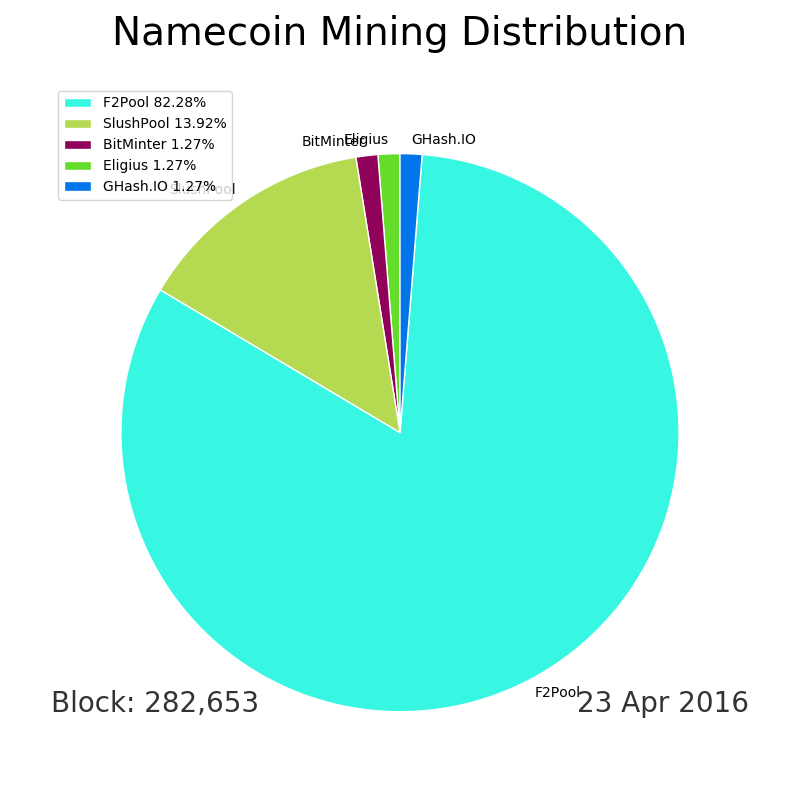 Namecoin Mining Distribution
F2Pool 82.28%
SlushPool 13.92%
BitMinter 1.27%
Eligius 1.27%
GHash.IO 1.27%
BitMinter
Eligius
GHash.IO
SlushPool
F2Pool
Block: 282,653
23 Apr 2016